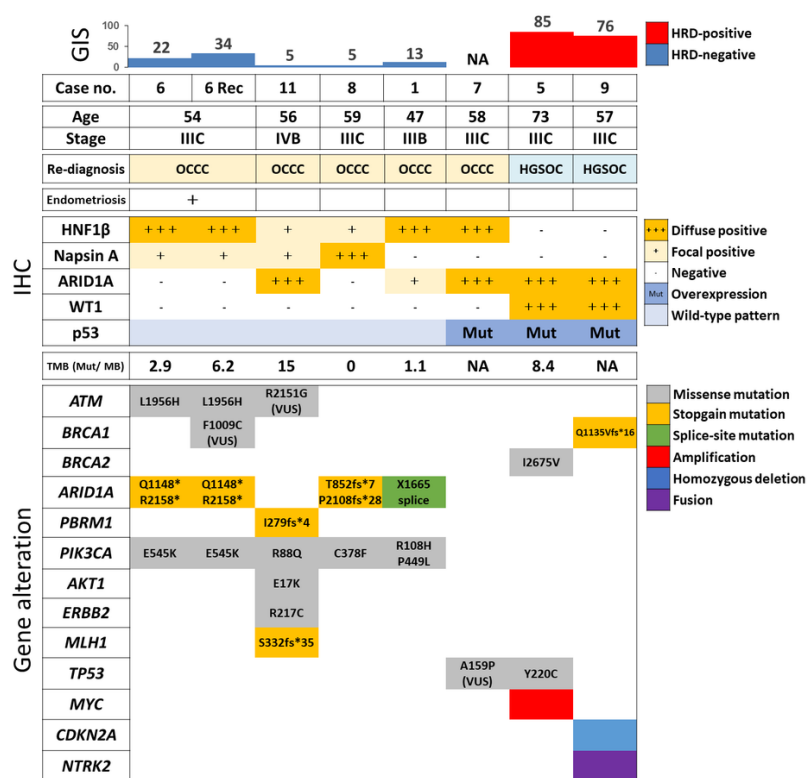 GIS
100
50
0
22 34 5 5 13 NA 85 76
HRD-positive
HRD-negative
Case no. 6 6 Rec 11 8 1 7 5 9
Age 54 56 59 47 58 73 57
Stage IIIC IVB IIIC IIIB IIIC IIIC IIIC
Re-diagnosis OCCC OCCC OCCC OCCC OCCC HGSOC HGSOC
Endometriosis +
IHC
HNF1β +++ +++ + + +++ +++ - -
Napsin A + + + +++ - - - -
ARID1A - - +++ - + +++ +++ +++
WT1 - - - - - - +++ +++
p53 Mut Mut Mut
+++ Diffuse positive
+ Focal positive
- Negative
Mut Overexpression
Wild-type pattern
TMB (Mut/ MB) 2.9 6.2 15 0 1.1 NA 8.4 NA
Gene alteration
ATM L1956H L1956H R2151G
(VUS)
BRCA1 F1009C Q1135Vfs*16
(VUS)
BRCA2 I2675V
ARID1A Q1148* Q1148* T852fs*7 X1665
R2158* R2158* P2108fs*28 splice
PBRM1 I279fs*4
PIK3CA E545K E545K R88Q C378F R108H
P449L
AKT1 E17K
ERBB2 R217C
MLH1 S332fs*35
TP53 A159P Y220C
(VUS)
MYC
CDKN2A
NTRK2
Missense mutation
Stopgain mutation
Splice-site mutation
Amplification
Homozygous deletion
Fusion